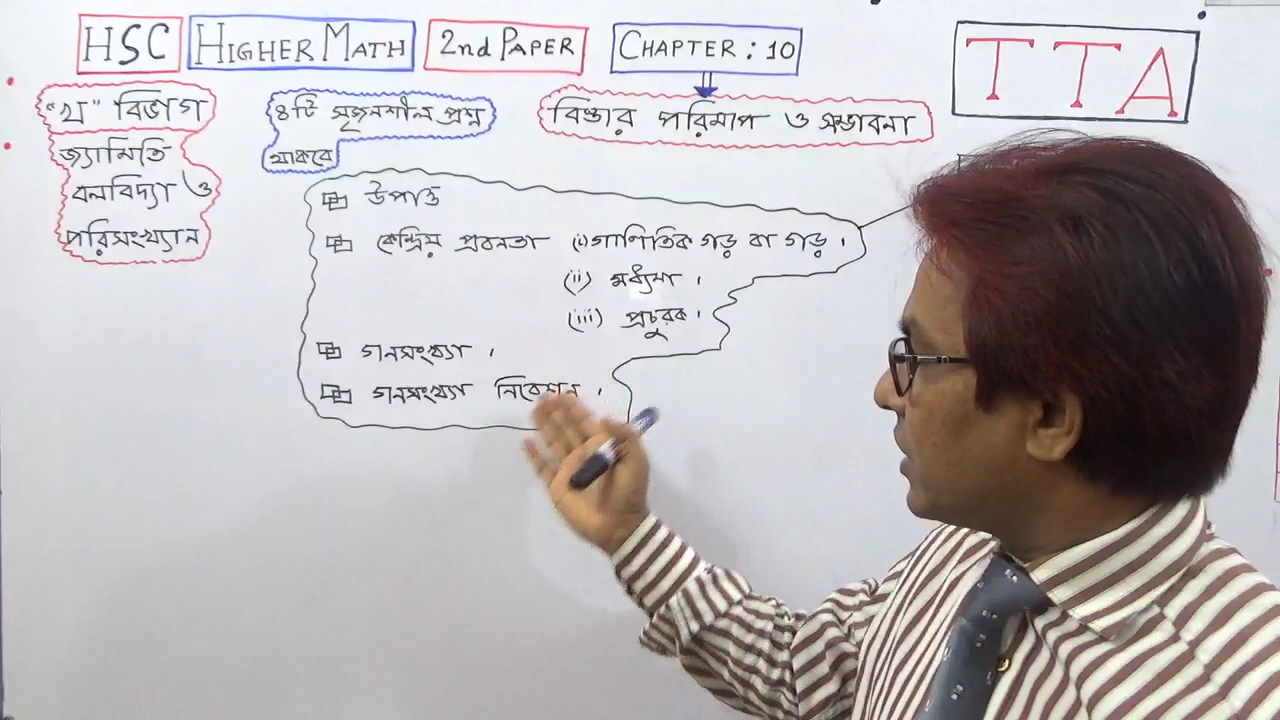 HSC HIGHER MATH 2nd PAPER CHAPTER : 10
TTA
"খ" বিভাগ
জ্যামিতি
বলবিদ্যা ও
পরিসংখ্যান
৪টি সৃজনশীল প্রশ্ন
থাকবে
বিস্তার পরিমাপ ও সম্ভাবনা
উপাত্ত
কেন্দ্রিয় প্রবনতা (i) গাণিতিক গড় বা গড়।
(ii) মধ্যমা।
(iii) প্রচুরক।
গনসংখ্যা।
গনসংখ্যা নিবেশন।